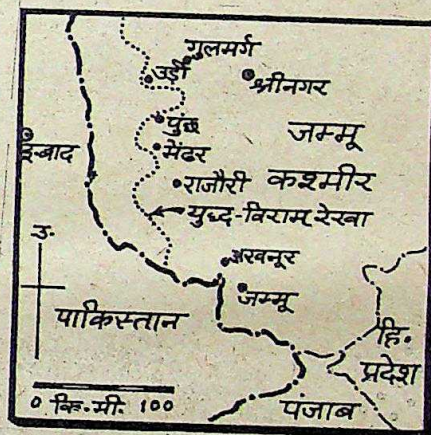 गुलमर्ग
उड़ी
श्रीनगर
पुंछ
जम्मू
इ-बाद
मेंढर
राजौरी
कश्मीर
युद्ध-विराम रेखा
उ.
अखनूर
जम्मू
पाकिस्तान
हि.
प्रदेश
0 कि.मी. 100
पंजाब